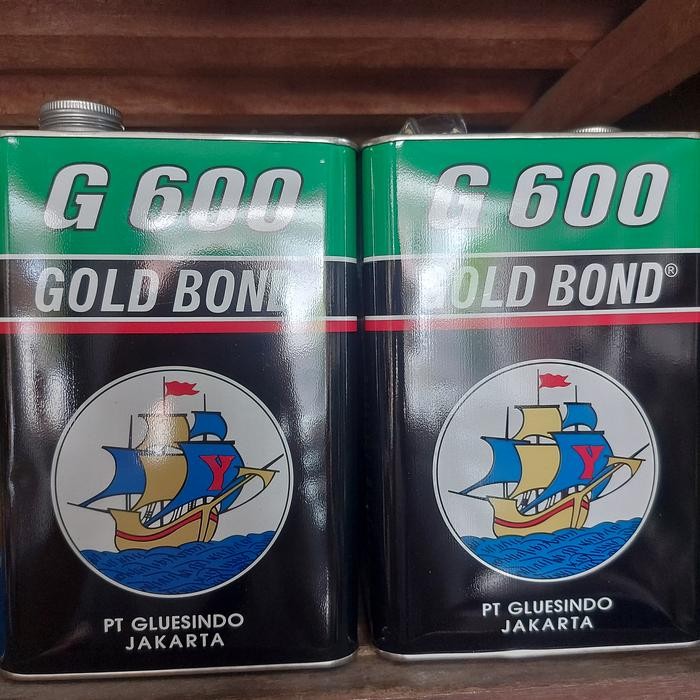 G 600
GOLD BOND
Y
PT GLUESINDO
JAKARTA
G 600
GOLD BOND®
Y
PT GLUESINDO
JAKARTA